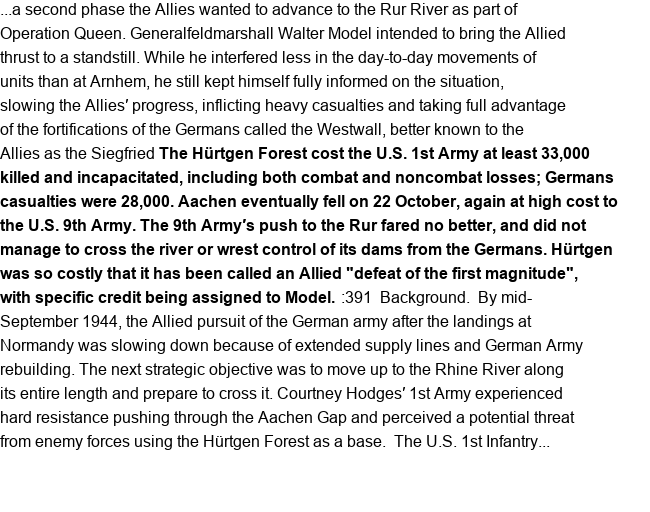 ...a second phase the Allies wanted to advance to the Rur River as part of
Operation Queen. Generalfeldmarshall Walter Model intended to bring the Allied
thrust to a standstill. While he interfered less in the day-to-day movements of
units than at Arnhem, he still kept himself fully informed on the situation,
slowing the Allies′ progress, inflicting heavy casualties and taking full advantage
of the fortifications of the Germans called the Westwall, better known to the
Allies as the Siegfried The Hürtgen Forest cost the U.S. 1st Army at least 33,000
killed and incapacitated, including both combat and noncombat losses; Germans
casualties were 28,000. Aachen eventually fell on 22 October, again at high cost to
the U.S. 9th Army. The 9th Army′s push to the Rur fared no better, and did not
manage to cross the river or wrest control of its dams from the Germans. Hürtgen
was so costly that it has been called an Allied "defeat of the first magnitude",
with specific credit being assigned to Model. :391  Background.  By mid-
September 1944, the Allied pursuit of the German army after the landings at
Normandy was slowing down because of extended supply lines and German Army
rebuilding. The next strategic objective was to move up to the Rhine River along
its entire length and prepare to cross it. Courtney Hodges′ 1st Army experienced
hard resistance pushing through the Aachen Gap and perceived a potential threat
from enemy forces using the Hürtgen Forest as a base.  The U.S. 1st Infantry...